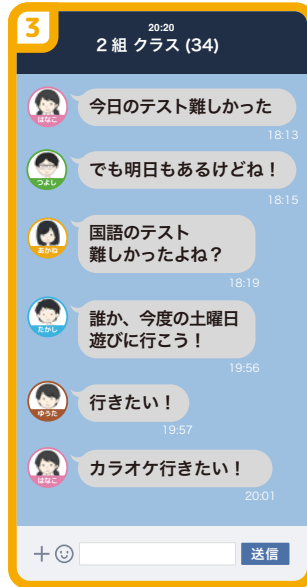 3
20:20
2組 クラス (34)
はなこ
今日のテスト難しかった
18:13
つよし
でも明日もあるけどね！
18:15
あかね
国語のテスト
難しかったよね？
18:19
たかし
誰か、今度の土曜日
遊びに行こう！
19:56
ゆうた
行きたい！
19:57
はなこ
カラオケ行きたい！
20:01
送信